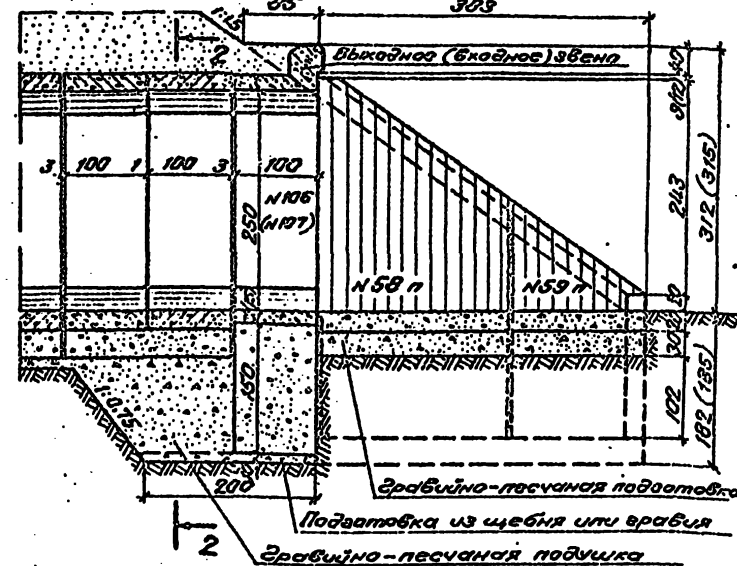 303
1:1,5
2
Выходное (входное) звено
40
9(12)
3 100 1 100 3 100
N106
(N107)
250
243
312 (315)
N58 п
N59 п
30
150
102
182 (185)
1:0,75
200
Гравийно-песчаная подготовка
Подготовка из щебня или гравия
2
Гравийно-песчаная подушка